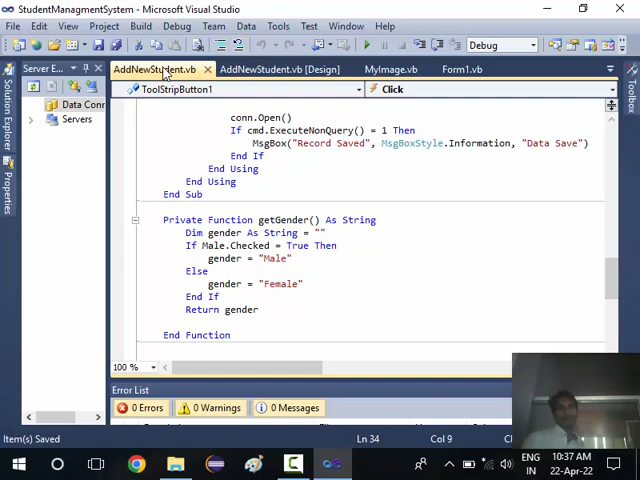 StudentManagmentSystem - Microsoft Visual Studio
File Edit View Project Build Debug Team Data Tools Test Window Help
Debug
Server E...
AddNewStudent.vb
AddNewStudent.vb [Design]
MyImage.vb
Form1.vb
ToolStripButton1
Click
Solution Explorer
Properties
Toolbox
Data Conn
Servers
conn.Open()
If cmd.ExecuteNonQuery() = 1 Then
MsgBox("Record Saved", MsgBoxStyle.Information, "Data Save")
End If
End Using
End Using
End Sub
Private Function getGender() As String
Dim gender As String = ""
If Male.Checked = True Then
gender = "Male"
Else
gender = "Female"
End If
Return gender
End Function
100 %
Error List
0 Errors
0 Warnings
0 Messages
Item(s) Saved
Ln 34
Col 9
ENG
IN
10:37 AM
22-Apr-22